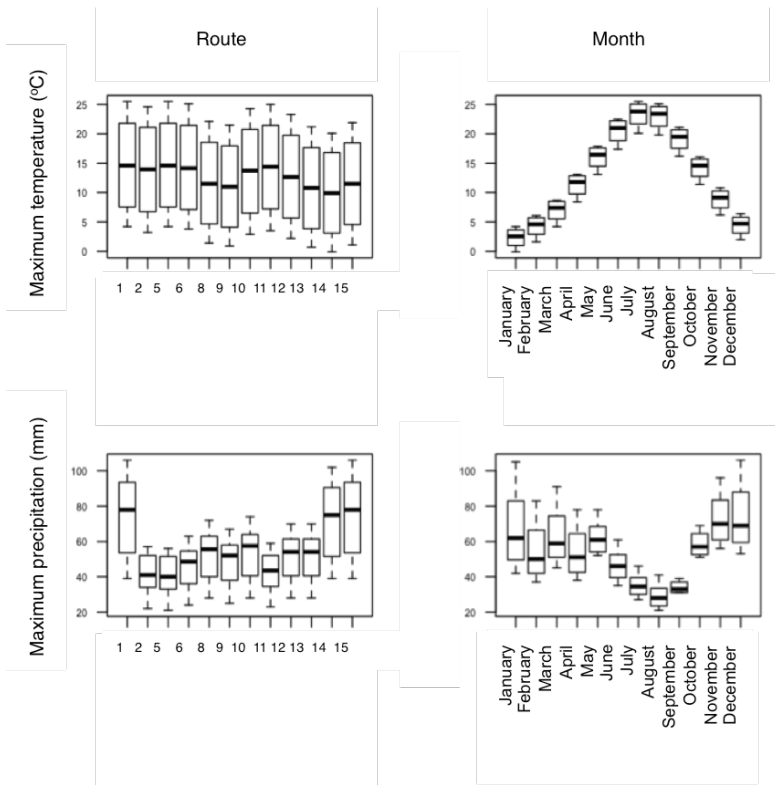 Route
Month
Maximum temperature (ºC)
25
20
15
10
5
0
1 2 5 6 8 9 10 11 12 13 14 15
25
20
15
10
5
0
January
February
March
April
May
June
July
August
September
October
November
December
Maximum precipitation (mm)
100
80
60
40
20
1 2 5 6 8 9 10 11 12 13 14 15
100
80
60
40
20
January
February
March
April
May
June
July
August
September
October
November
December